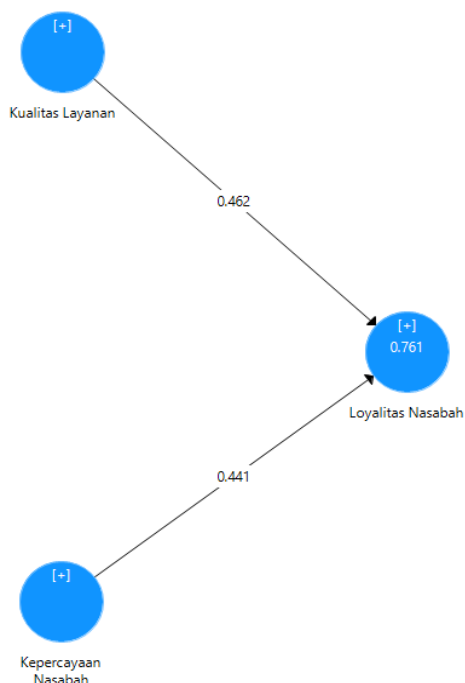 [+]
Kualitas Layanan
0.462
[+]
0.761
Loyalitas Nasabah
0.441
[+]
Kepercayaan
Nasabah